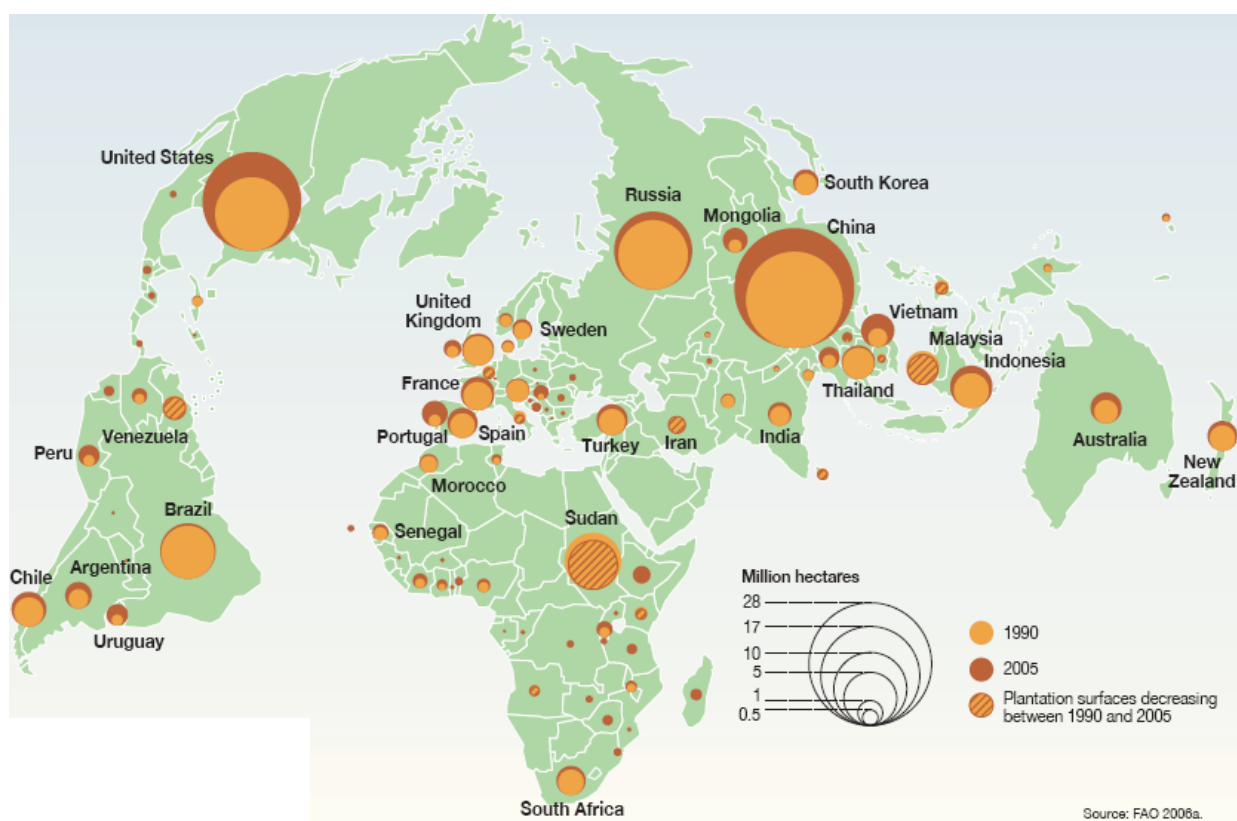 United States
South Korea
Russia
Mongolia
China
United
Kingdom
Sweden
Vietnam
Malaysia
Indonesia
France
Thailand
Portugal
Spain
Turkey
Iran
India
Australia
New
Zealand
Venezuela
Peru
Morocco
Brazil
Senegal
Sudan
Chile
Argentina
Uruguay
South Africa
Million hectares
28
17
10
5
1
0.5
1990
2005
Plantation surfaces decreasing
between 1990 and 2005
Source: FAO 2006a.